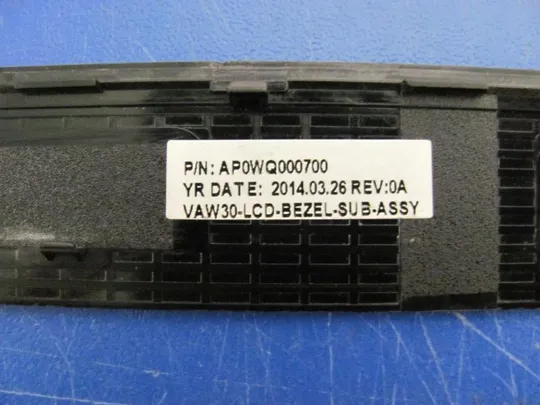 P/N: AP0WQ000700
YR DATE: 2014.03.26 REV:0A
VAW30-LCD-BEZEL-SUB-ASSY